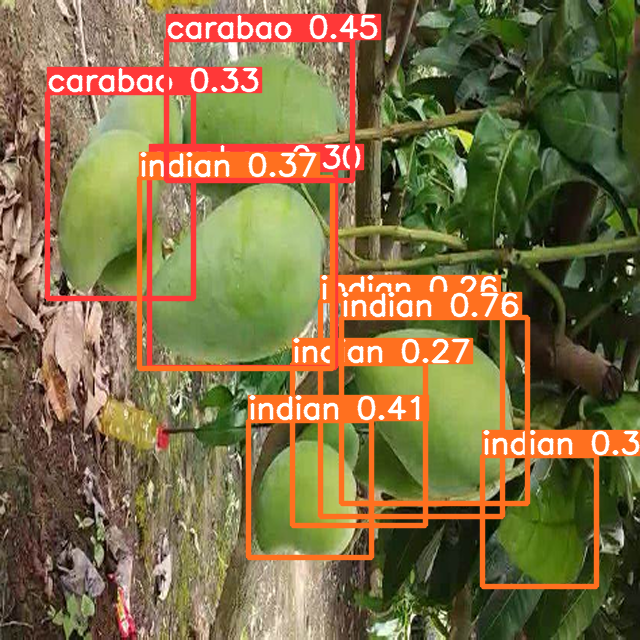 carabao 0.45
carabao 0.33
30
indian 0.37
indian 0.26
indian 0.76
indian 0.27
indian 0.41
indian 0.3